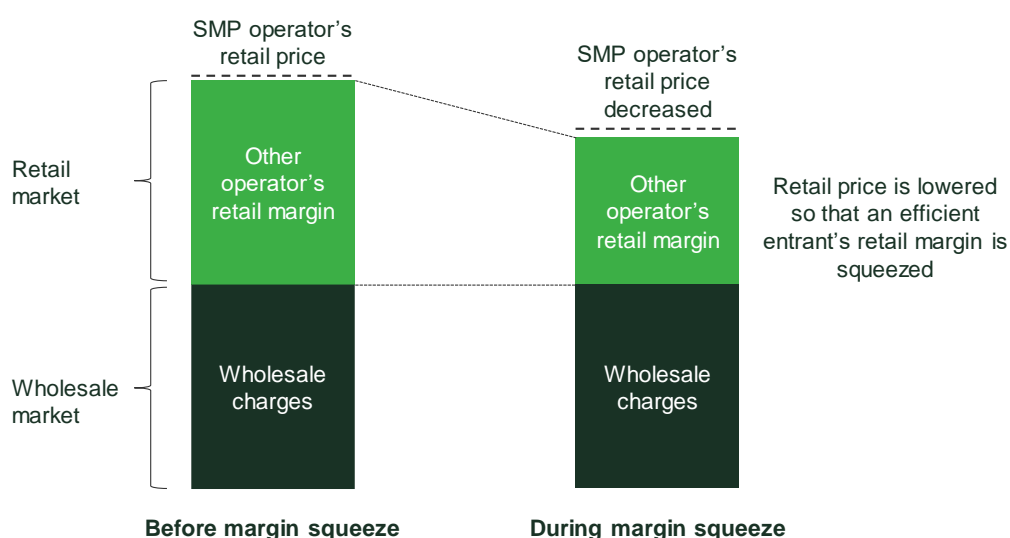 SMP operator's
retail price
SMP operator's
retail price
decreased
Retail
market
Other
operator's
retail margin
Other
operator's
retail margin
Retail price is lowered
so that an efficient
entrant's retail margin is
squeezed
Wholesale
market
Wholesale
charges
Wholesale
charges
Before margin squeeze
During margin squeeze